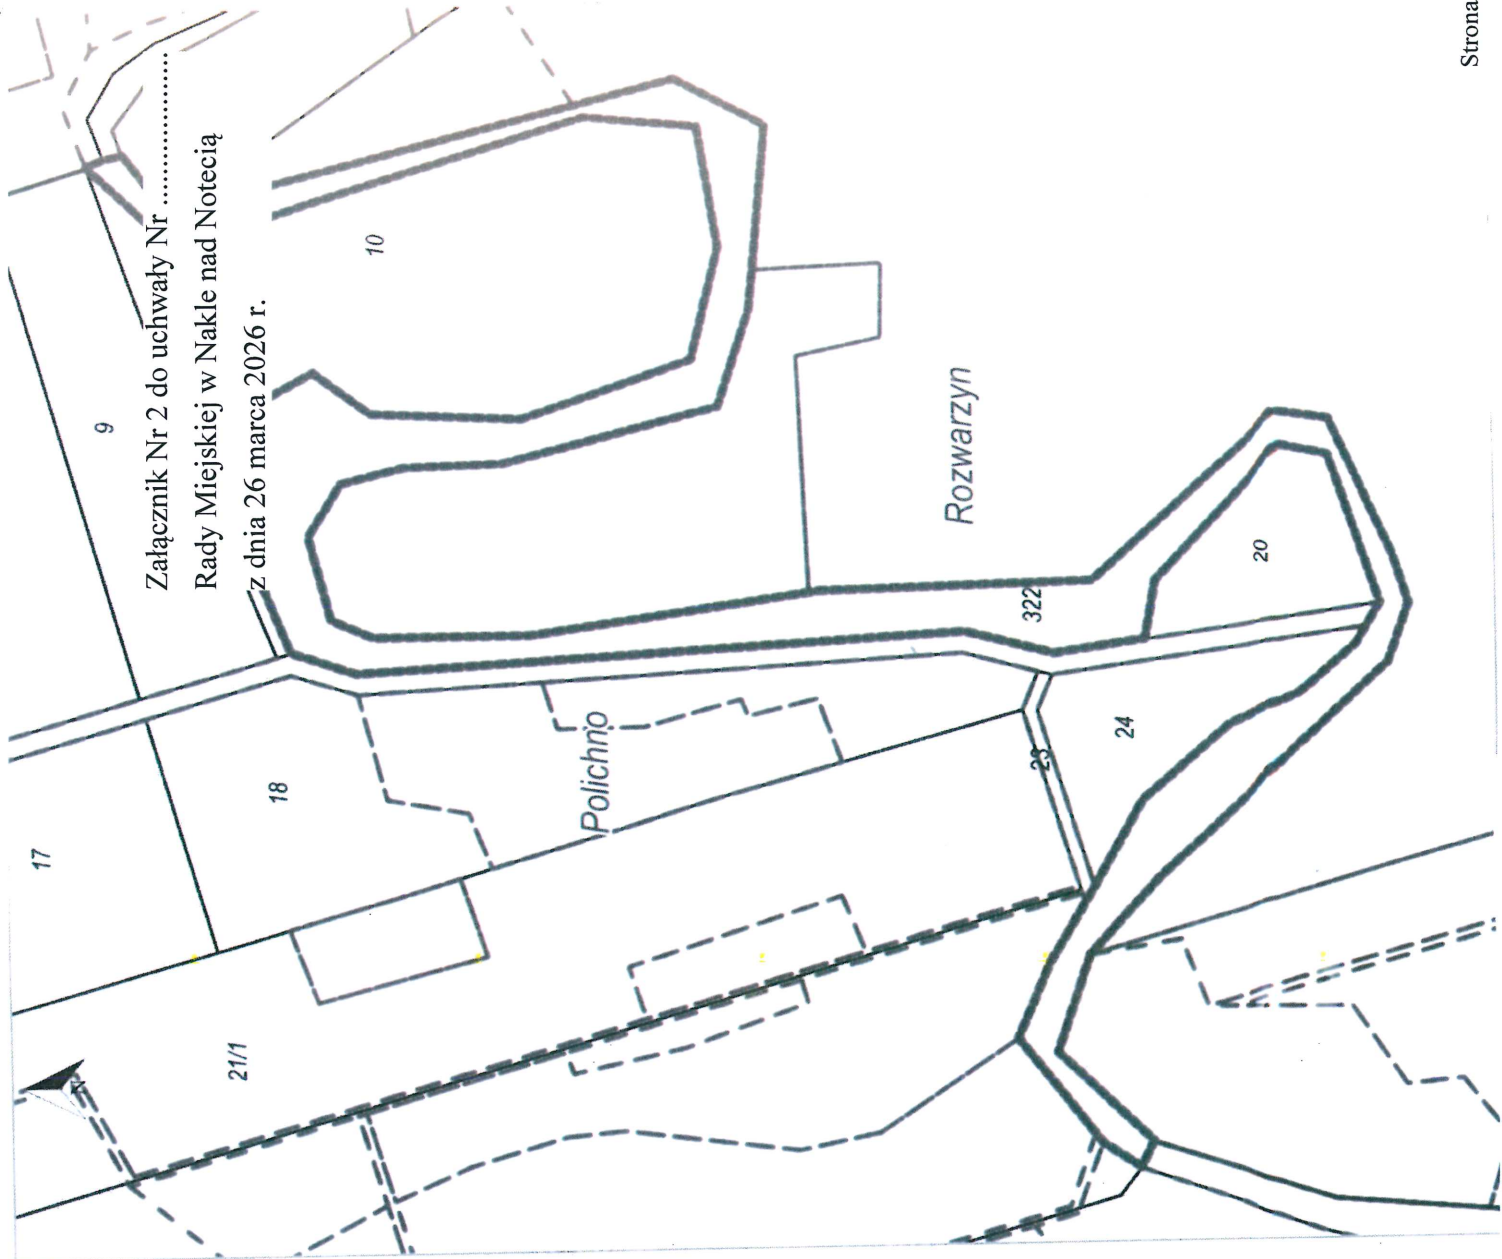 Załącznik Nr 2 do uchwały Nr ......................
Rady Miejskiej w Nakle nad Notecią
z dnia 26 marca 2026 r.
9
10
17
18
Polichno
Rozwarzyn
322
20
23
24
21/1
Strona